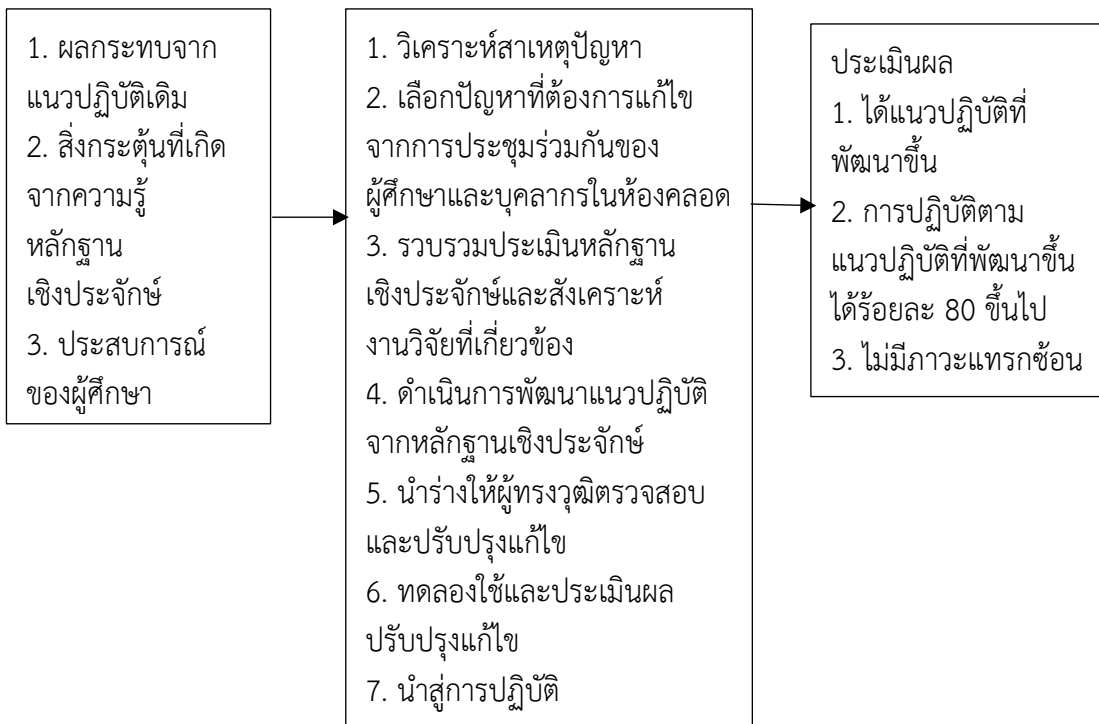 1. ผลกระทบจาก
แนวปฏิบัติเดิม
2. สิ่งกระตุ้นที่เกิด
จากความรู้
หลักฐาน
เชิงประจักษ์
3. ประสบการณ์
ของผู้ศึกษา
1. วิเคราะห์สาเหตุปัญหา
2. เลือกปัญหาที่ต้องการแก้ไข
จากการประชุมร่วมกันของ
ผู้ศึกษาและบุคลากรในห้องคลอด
3. รวบรวมประเมินหลักฐาน
เชิงประจักษ์และสังเคราะห์
งานวิจัยที่เกี่ยวข้อง
4. ดำเนินการพัฒนาแนวปฏิบัติ
จากหลักฐานเชิงประจักษ์
5. นำร่างให้ผู้ทรงวุฒิตรวจสอบ
และปรับปรุงแก้ไข
6. ทดลองใช้และประเมินผล
ปรับปรุงแก้ไข
7. นำสู่การปฏิบัติ
ประเมินผล
1. ได้แนวปฏิบัติที่
พัฒนาขึ้น
2. การปฏิบัติตาม
แนวปฏิบัติที่พัฒนาขึ้น
ได้ร้อยละ 80 ขึ้นไป
3. ไม่มีภาวะแทรกซ้อน